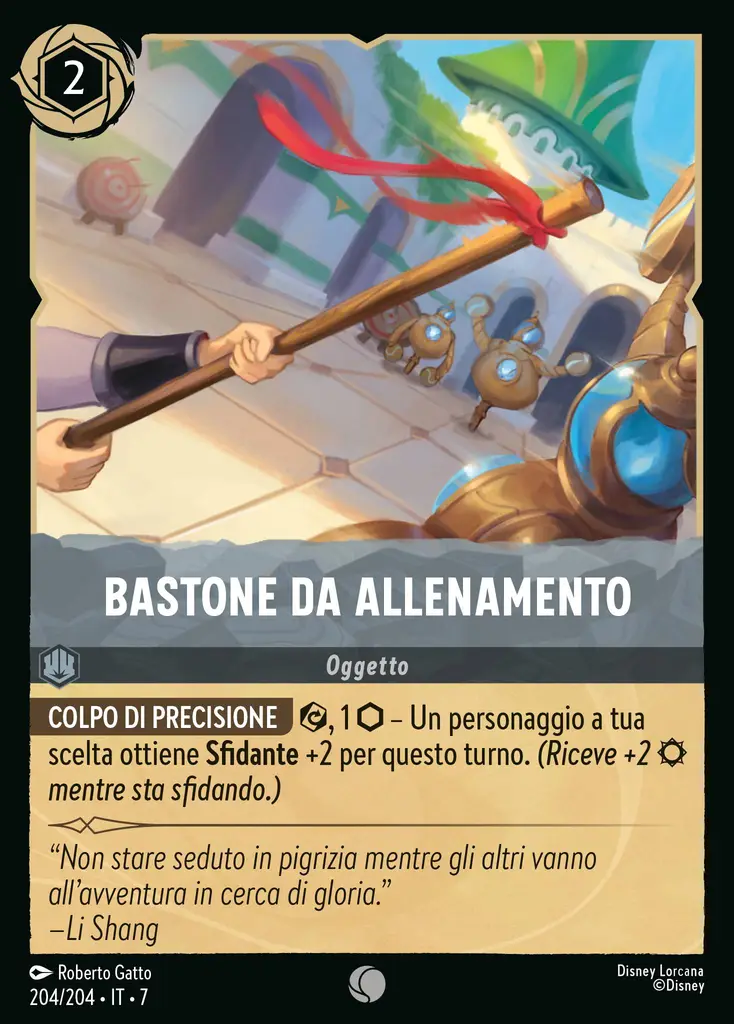 2
BASTONE DA ALLENAMENTO
Oggetto
COLPO DI PRECISIONE , 1 – Un personaggio a tua
scelta ottiene Sfidante +2 per questo turno. (Riceve +2
mentre sta sfidando.)
“Non stare seduto in pigrizia mentre gli altri vanno
all’avventura in cerca di gloria.”
–Li Shang
Roberto Gatto
204/204 • IT • 7
Disney Lorcana
©Disney